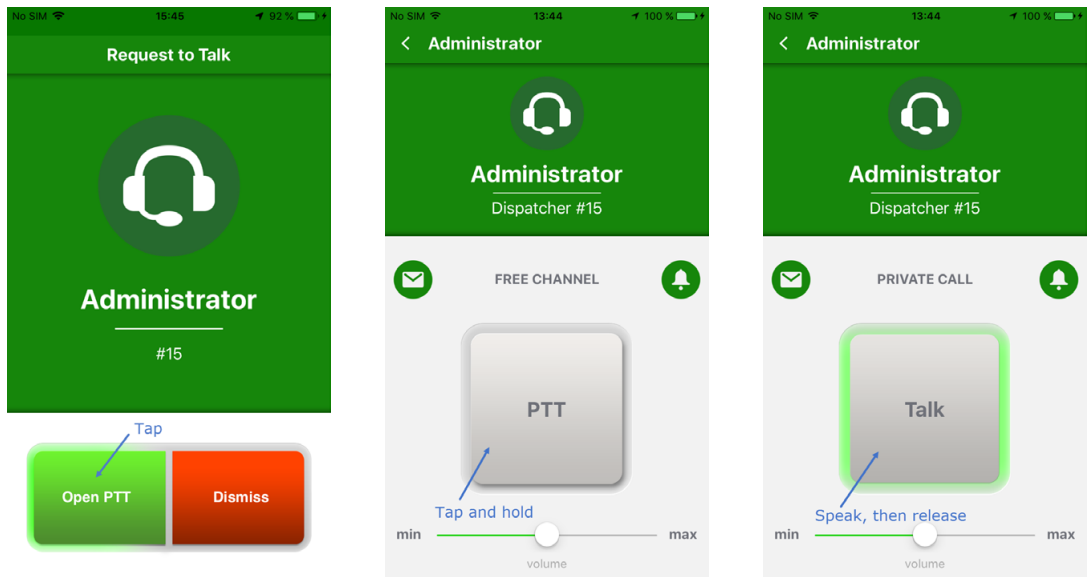 No SIM 15:45 92 %
Request to Talk
Administrator
#15
Tap
Open PTT Dismiss
No SIM 13:44 100 %
Administrator
Administrator
Dispatcher #15
FREE CHANNEL
PTT
Tap and hold
min max
volume
No SIM 13:44 100 %
Administrator
Administrator
Dispatcher #15
PRIVATE CALL
Talk
Speak, then release
min max
volume